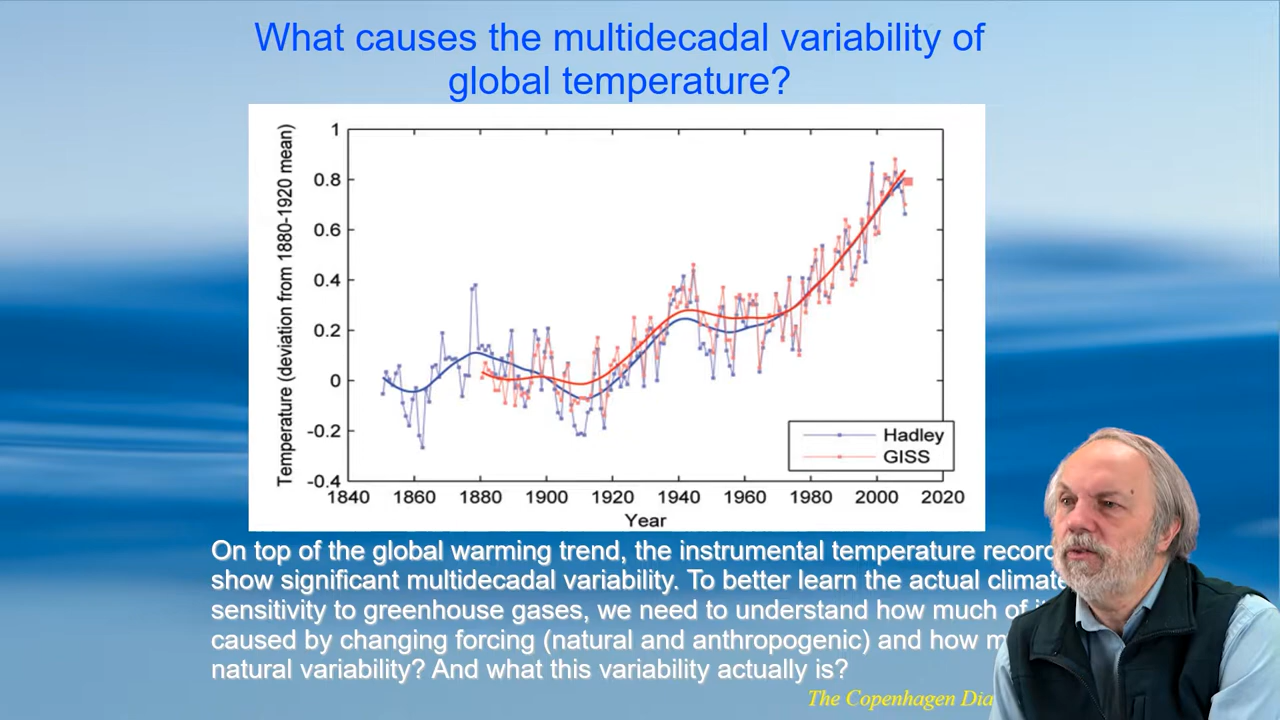 What causes the multidecadal variability of
global temperature?
Temperature (deviation from 1880-1920 mean)
1
0.8
0.6
0.4
0.2
0
-0.2
-0.4
1840 1860 1880 1900 1920 1940 1960 1980 2000 2020
Year
Hadley
GISS
On top of the global warming trend, the instrumental temperature record
show significant multidecadal variability. To better learn the actual climate
sensitivity to greenhouse gases, we need to understand how much of
caused by changing forcing (natural and anthropogenic) and how
natural variability? And what this variability actually is?
The Copenhagen